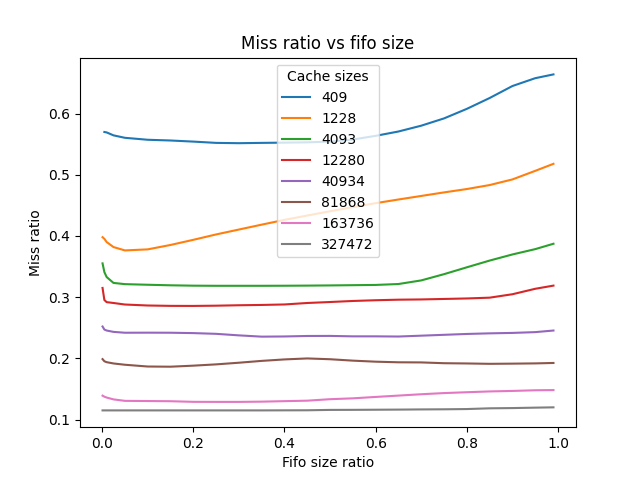 Miss ratio vs fifo size
Cache sizes
409
1228
4093
12280
40934
81868
163736
327472
Miss ratio
0.6
0.5
0.4
0.3
0.2
0.1
0.0 0.2 0.4 0.6 0.8 1.0
Fifo size ratio